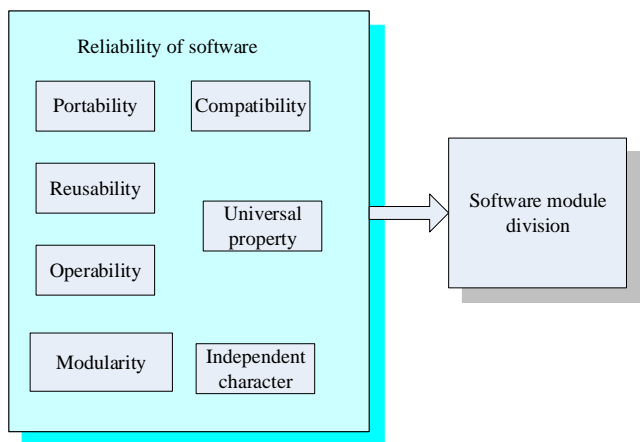 Reliability of software
Portability
Compatibility
Reusability
Universal
property
Operability
Modularity
Independent
character
Software module
division